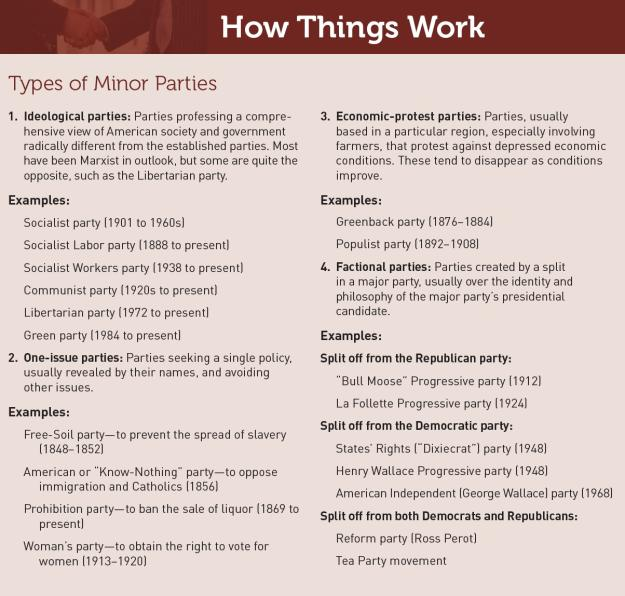 How Things Work
Types of Minor Parties
1. Ideological parties: Parties professing a compre-
hensive view of American society and government
radically different from the established parties. Most
have been Marxist in outlook, but some are quite the
opposite, such as the Libertarian party.
Examples:
Socialist party (1901 to 1960s)
Socialist Labor party (1888 to present)
Socialist Workers party (1938 to present)
Communist party (1920s to present)
Libertarian party (1972 to present)
Green party (1984 to present)
2. One-issue parties: Parties seeking a single policy,
usually revealed by their names, and avoiding
other issues.
Examples:
Free-Soil party—to prevent the spread of slavery
(1848–1852)
American or “Know-Nothing” party—to oppose
immigration and Catholics (1856)
Prohibition party—to ban the sale of liquor (1869 to
present)
Woman’s party—to obtain the right to vote for
women (1913–1920)
3. Economic-protest parties: Parties, usually
based in a particular region, especially involving
farmers, that protest against depressed economic
conditions. These tend to disappear as conditions
improve.
Examples:
Greenback party (1876–1884)
Populist party (1892–1908)
4. Factional parties: Parties created by a split
in a major party, usually over the identity and
philosophy of the major party’s presidential
candidate.
Examples:
Split off from the Republican party:
“Bull Moose” Progressive party (1912)
La Follette Progressive party (1924)
Split off from the Democratic party:
States’ Rights (“Dixiecrat”) party (1948)
Henry Wallace Progressive party (1948)
American Independent (George Wallace) party (1968)
Split off from both Democrats and Republicans:
Reform party (Ross Perot)
Tea Party movement